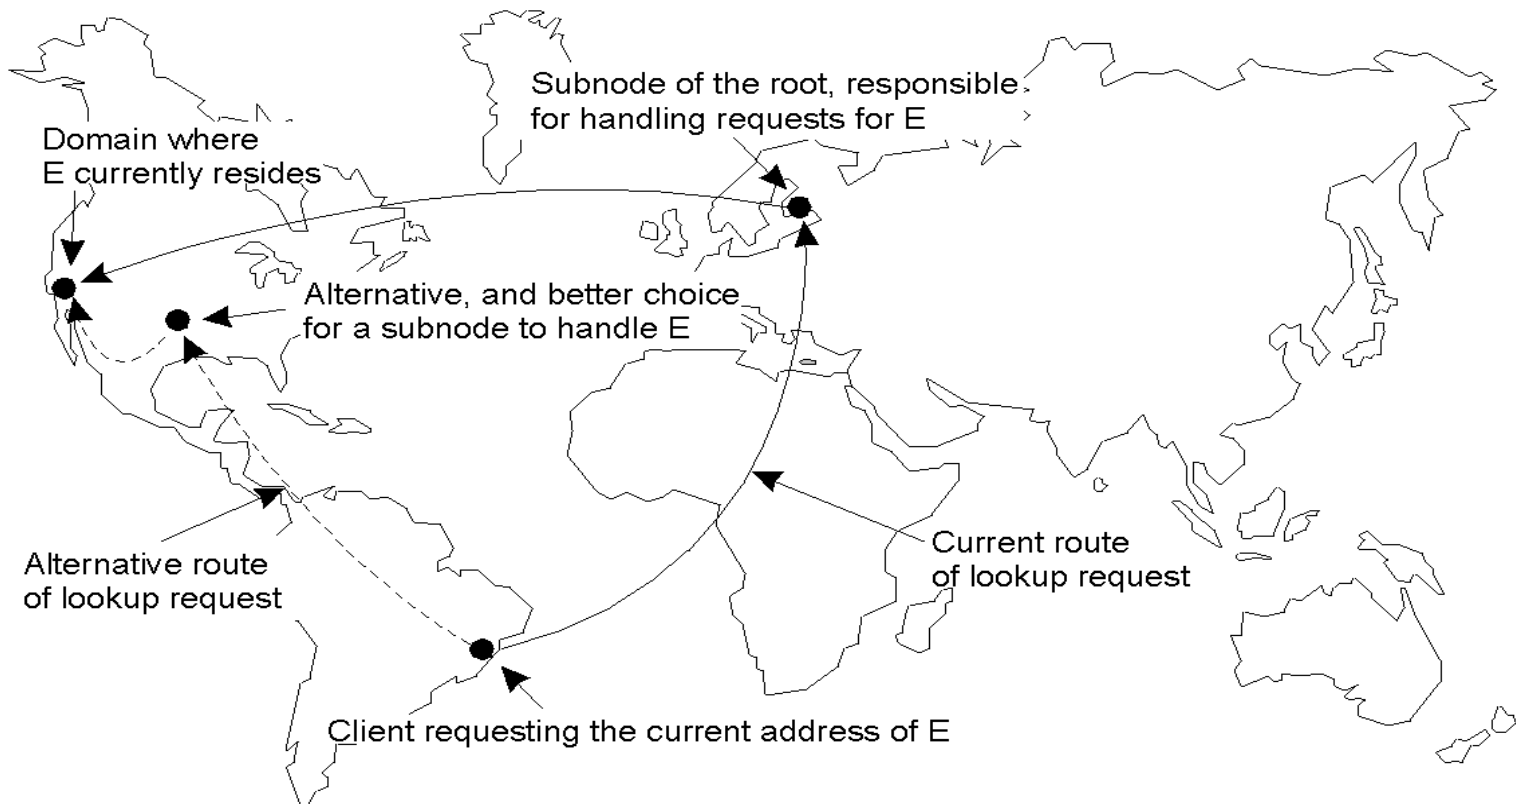 Subnode of the root, responsible
for handling requests for E
Domain where
E currently resides
Alternative, and better choice
for a subnode to handle E
Alternative route
of lookup request
Current route
of lookup request
Client requesting the current address of E